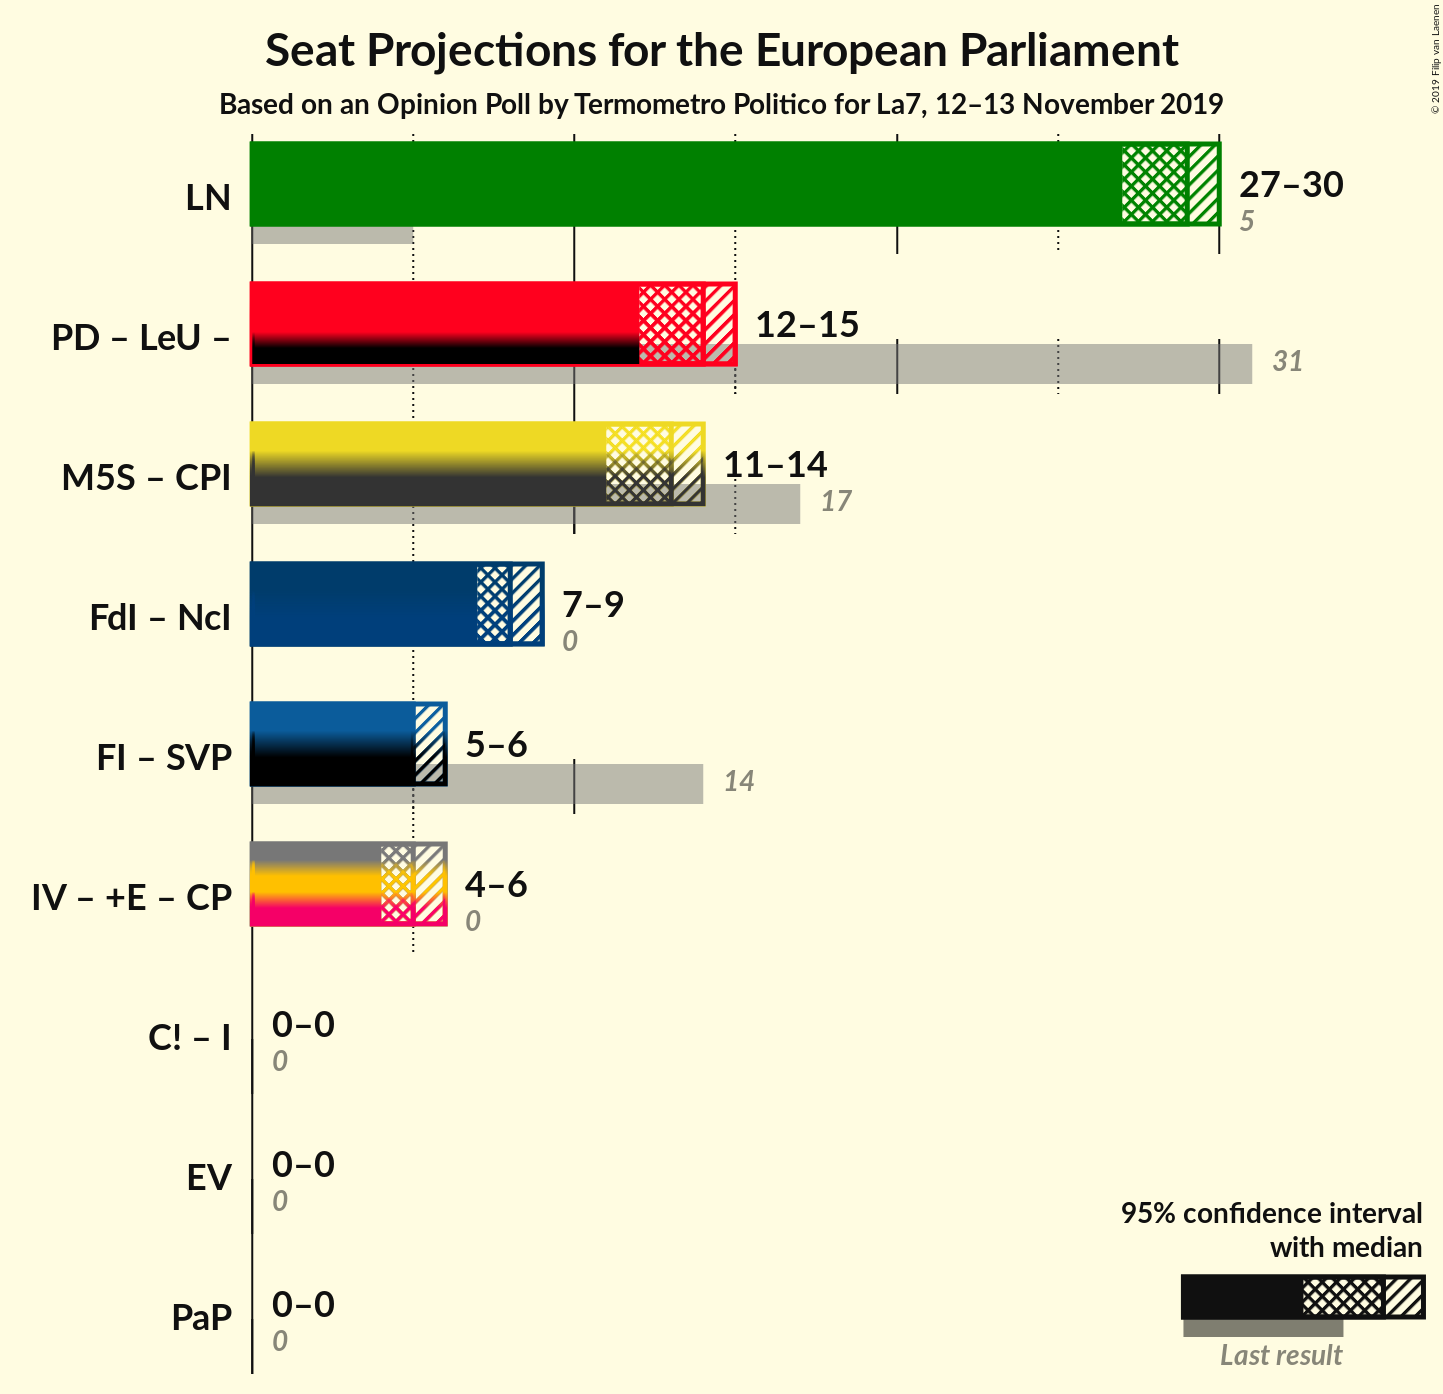 Seat Projections for the European Parliament
Based on an Opinion Poll by Termometro Politico for La7, 12–13 November 2019
© 2019 Filip van Laenen
LN
27–30
5
PD – LeU –
12–15
31
M5S – CPI
11–14
17
FdI – NcI
7–9
0
FI – SVP
5–6
14
IV – +E – CP
4–6
0
C! – I
0–0
0
EV
0–0
0
PaP
0–0
0
95% confidence interval
with median
Last result